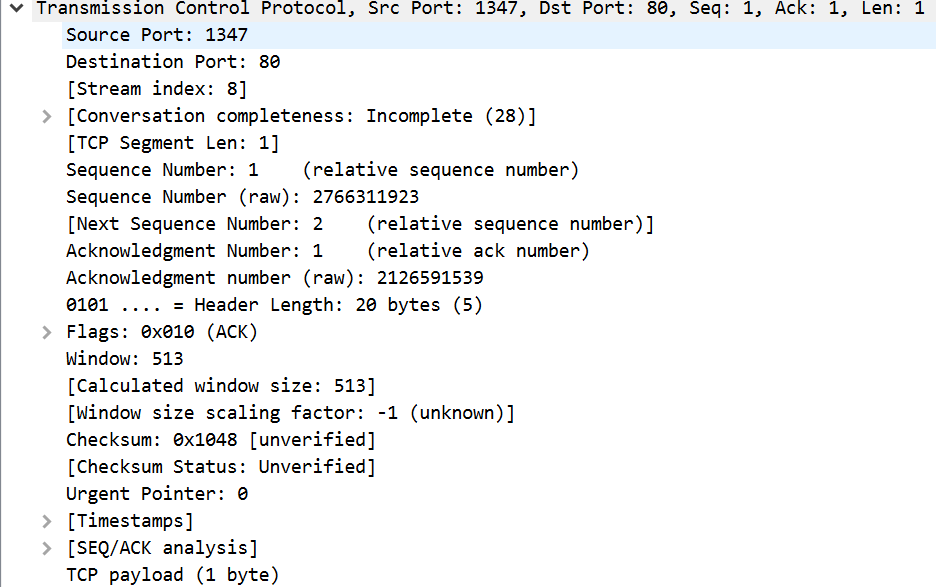 Transmission Control Protocol, Src Port: 1347, Dst Port: 80, Seq: 1, Ack: 1, Len: 1
Source Port: 1347
Destination Port: 80
[Stream index: 8]
[Conversation completeness: Incomplete (28)]
[TCP Segment Len: 1]
Sequence Number: 1    (relative sequence number)
Sequence Number (raw): 2766311923
[Next Sequence Number: 2    (relative sequence number)]
Acknowledgment Number: 1    (relative ack number)
Acknowledgment number (raw): 2126591539
0101 .... = Header Length: 20 bytes (5)
Flags: 0x010 (ACK)
Window: 513
[Calculated window size: 513]
[Window size scaling factor: -1 (unknown)]
Checksum: 0x1048 [unverified]
[Checksum Status: Unverified]
Urgent Pointer: 0
[Timestamps]
[SEQ/ACK analysis]
TCP payload (1 byte)